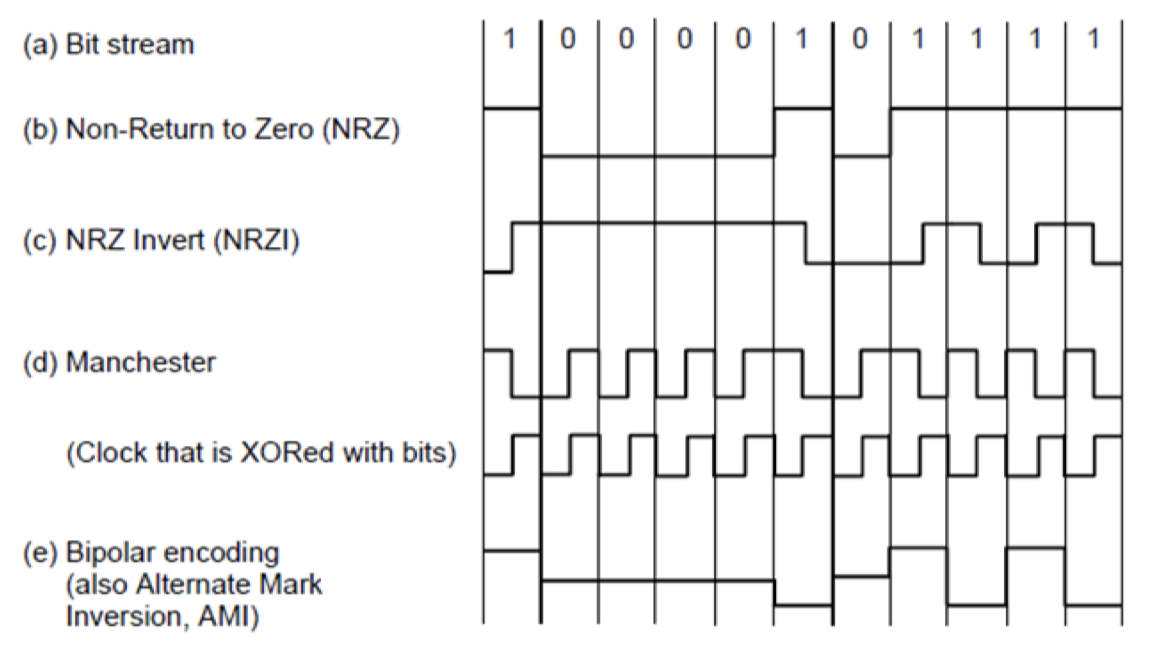 (a) Bit stream 1 0 0 0 0 1 0 1 1 1 1
(b) Non-Return to Zero (NRZ)
(c) NRZ Invert (NRZI)
(d) Manchester
(Clock that is XORed with bits)
(e) Bipolar encoding
(also Alternate Mark
Inversion, AMI)